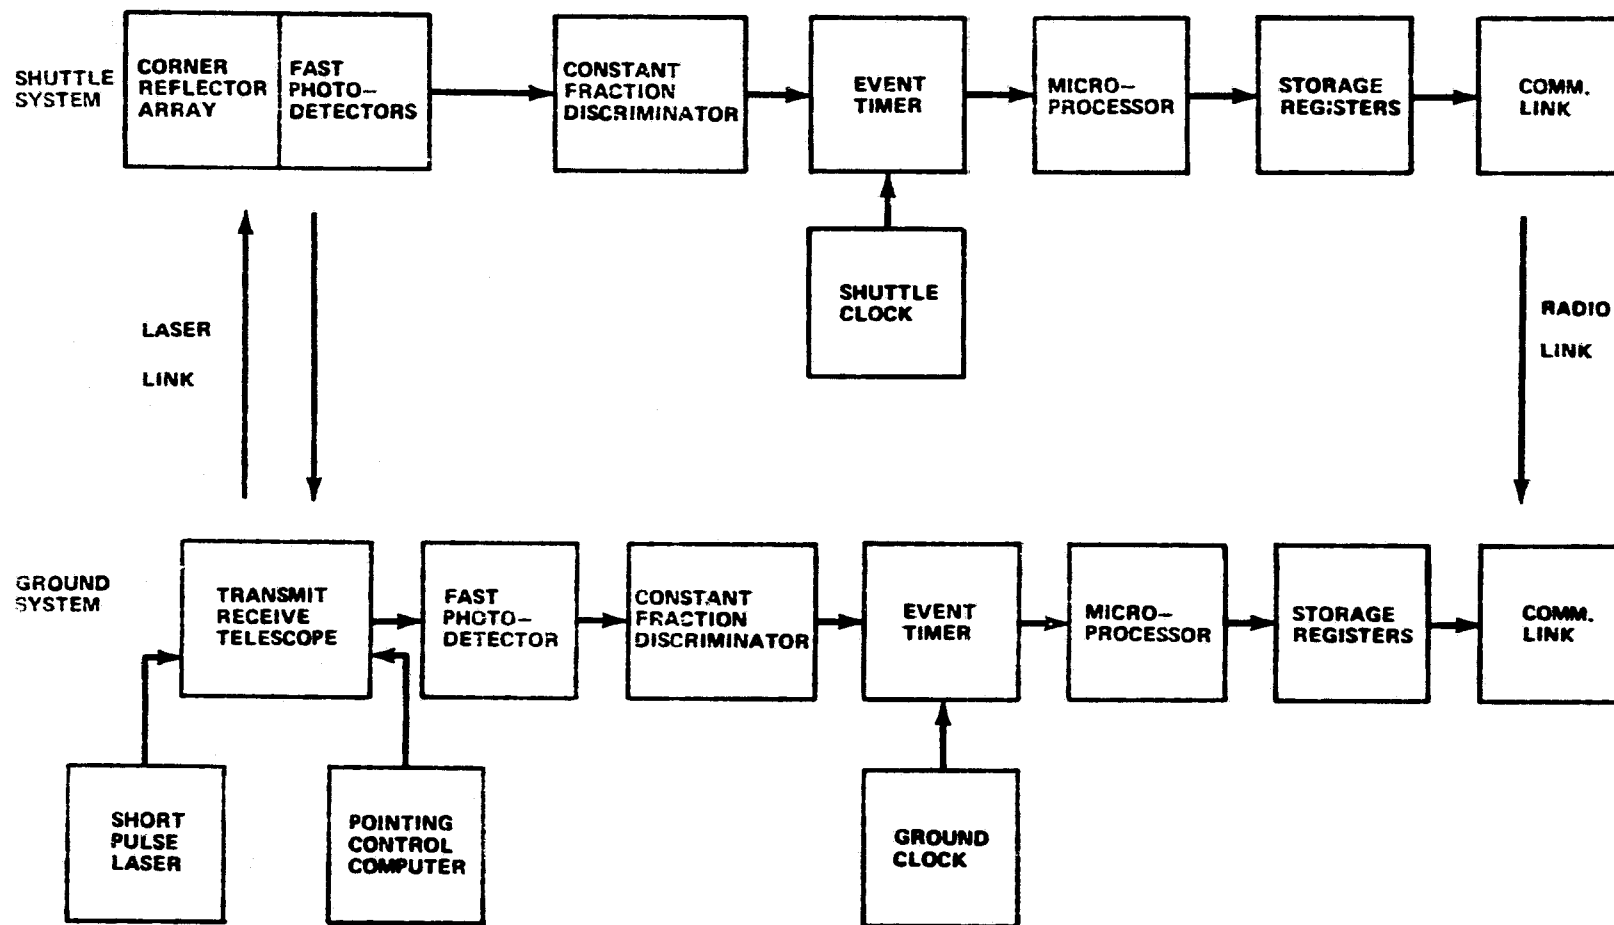 SHUTTLE
SYSTEM
CORNER
REFLECTOR
ARRAY
FAST
PHOTO–
DETECTORS
CONSTANT
FRACTION
DISCRIMINATOR
EVENT
TIMER
MICRO–
PROCESSOR
STORAGE
REGISTERS
COMM.
LINK
SHUTTLE
CLOCK
LASER
LINK
RADIO
LINK
GROUND
SYSTEM
TRANSMIT
RECEIVE
TELESCOPE
FAST
PHOTO–
DETECTOR
CONSTANT
FRACTION
DISCRIMINATOR
EVENT
TIMER
MICRO–
PROCESSOR
STORAGE
REGISTERS
COMM.
LINK
SHORT
PULSE
LASER
POINTING
CONTROL
COMPUTER
GROUND
CLOCK